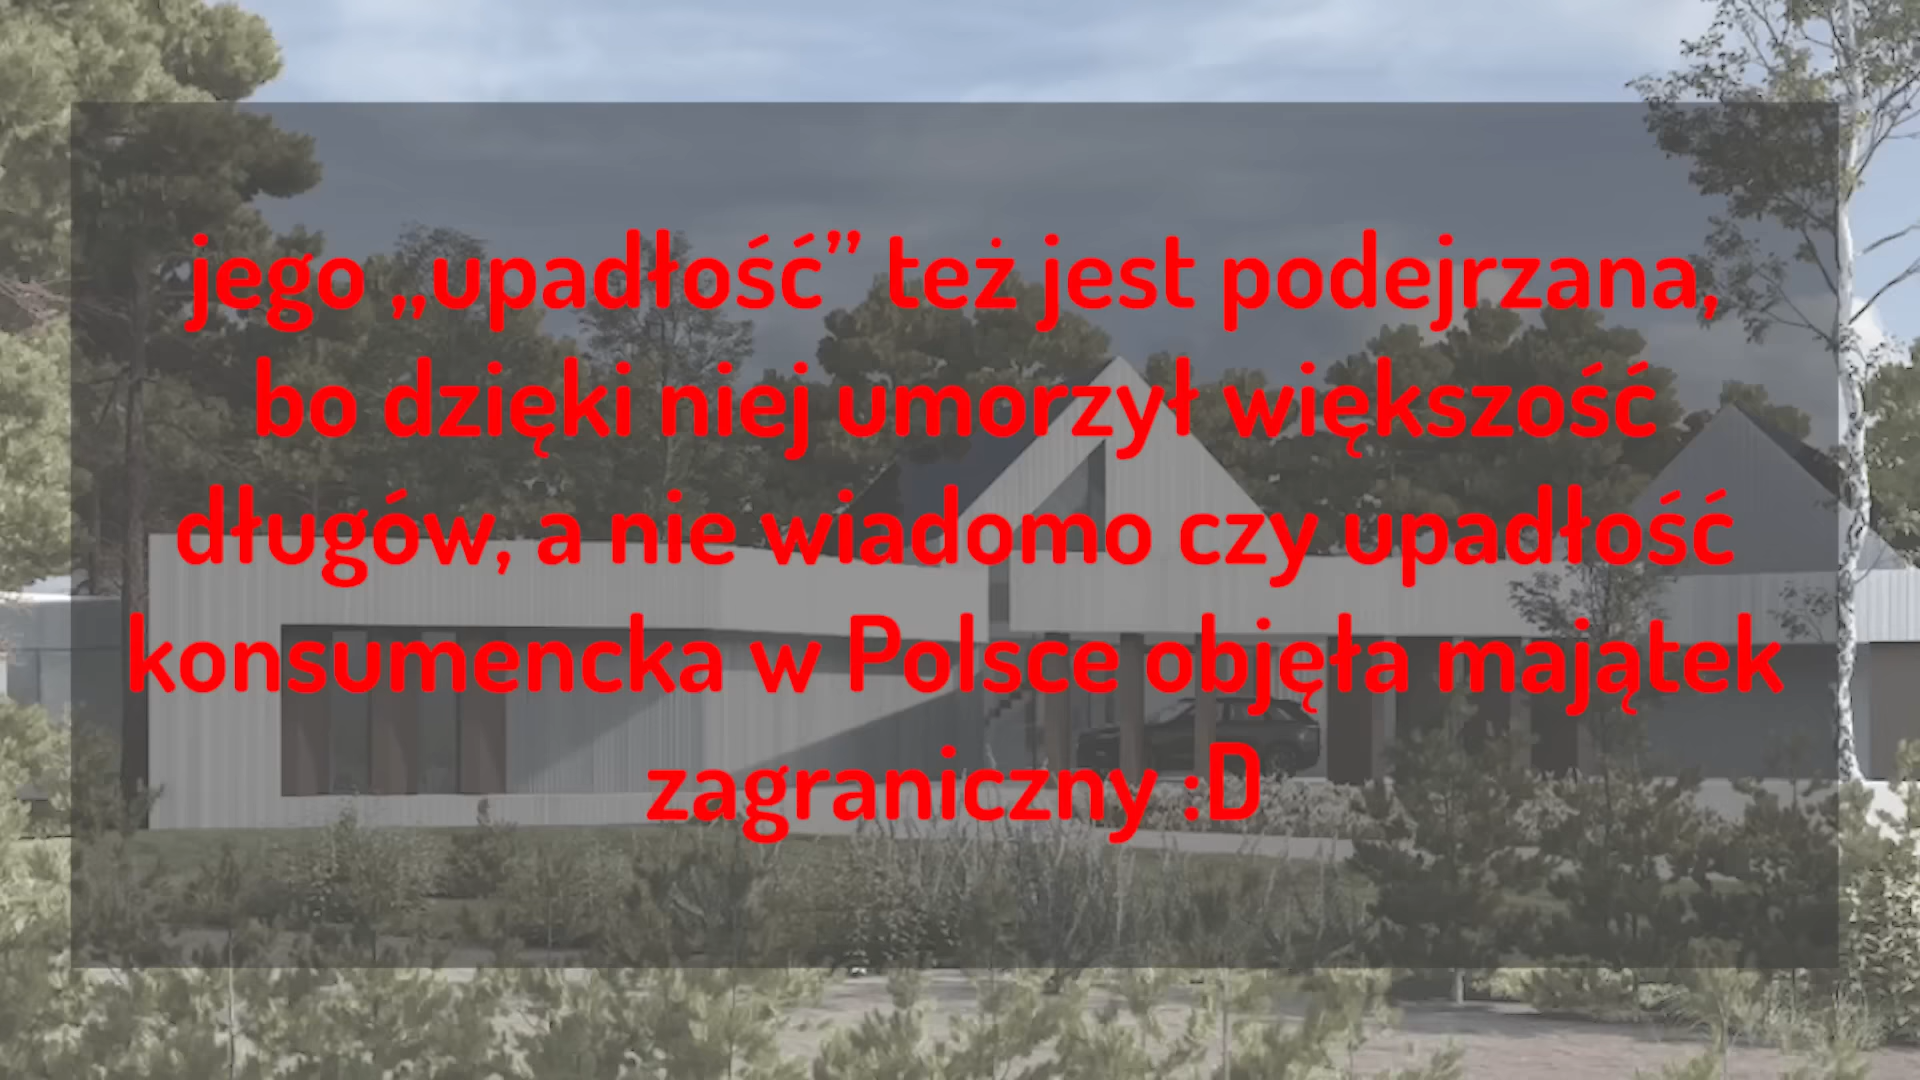 jego „upadłość” też jest podejrzana,
bo dzięki niej umorzył większość
długów, a nie wiadomo czy upadłość
konsumencka w Polsce objęła majątek
zagraniczny :D